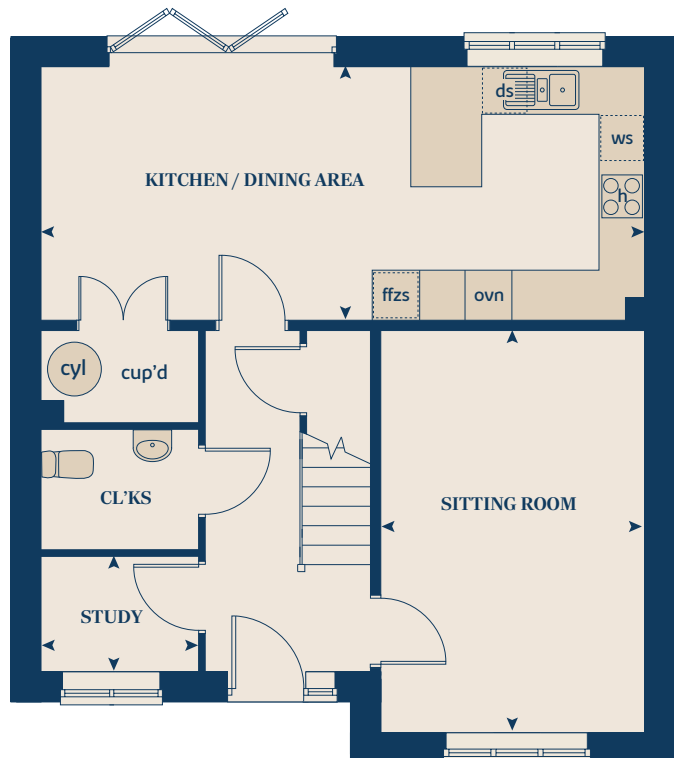 ds
ws
KITCHEN / DINING AREA
h
ffzs
ovn
cyl
cup'd
CL'KS
SITTING ROOM
STUDY